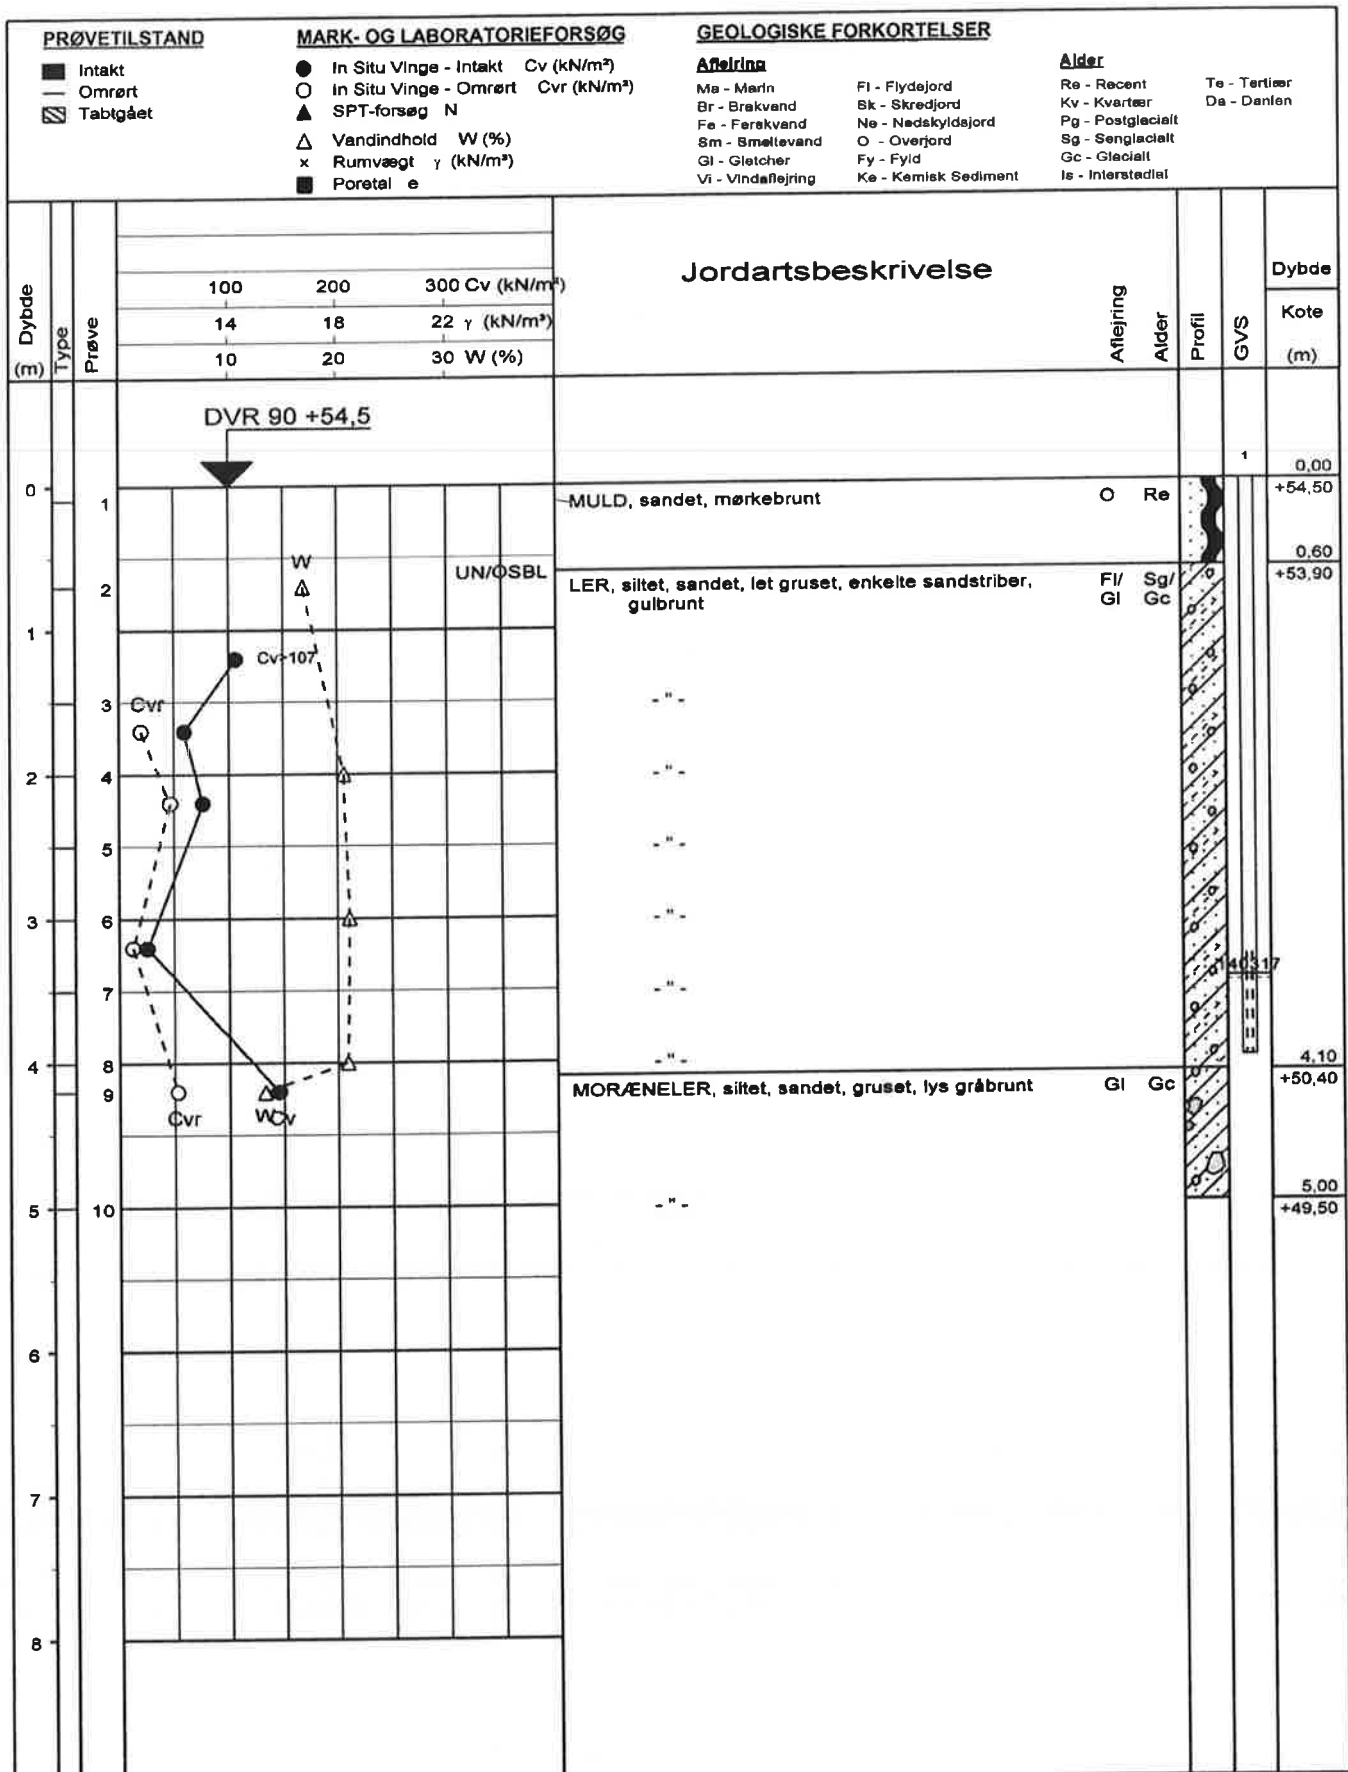 PRØVETILSTAND
Intakt
Omrørt
Tabtgået
MARK- OG LABORATORIEFORSØG
In Situ Vinge - Intakt Cv (kN/m²)
In Situ Vinge - Omrørt Cvr (kN/m²)
SPT-forsøg N
Vandindhold W (%)
Rumvægt γ (kN/m³)
Poretal e
GEOLOGISKE FORKORTELSER
Aflejring
Ma - Marin
Br - Brakvand
Fe - Ferskvand
Sm - Smeltevand
Gl - Gletcher
Vi - Vindaflejring
Fl - Flydejord
Sk - Skredjord
Ne - Nedskyldsjord
O - Overjord
Fy - Fyld
Ke - Kemisk Sediment
Alder
Re - Recent
Kv - Kvartær
Pg - Postglacialt
Sg - Senglacialt
Gc - Glacialt
Is - Interstadial
Te - Tertiær
Da - Danien
Dybde
(m)
Type
Prøve
100 200 300 Cv (kN/m²)
14 18 22 γ (kN/m³)
10 20 30 W (%)
Jordartsbeskrivelse
Aflejring
Alder
Profil
GVS
Dybde
Kote
(m)
DVR 90 +54,5
1
0,00
0 1 MULD, sandet, mørkebrunt O Re +54,50
0,60
W
UN/OSBL
2 LER, siltet, sandet, let gruset, enkelte sandstriber, Fl/ Sg/ +53,90
gulbrunt Gl Gc
1
Cv>107
3 - " -
Cvr
2 4 - " -
5 - " -
3 6 - " -
140317
7 - " -
4 8 - " - 4,10
9 MORÆNELER, siltet, sandet, gruset, lys gråbrunt Gl Gc +50,40
Cvr W Cv
5,00
5 10 - " - +49,50
6
7
8